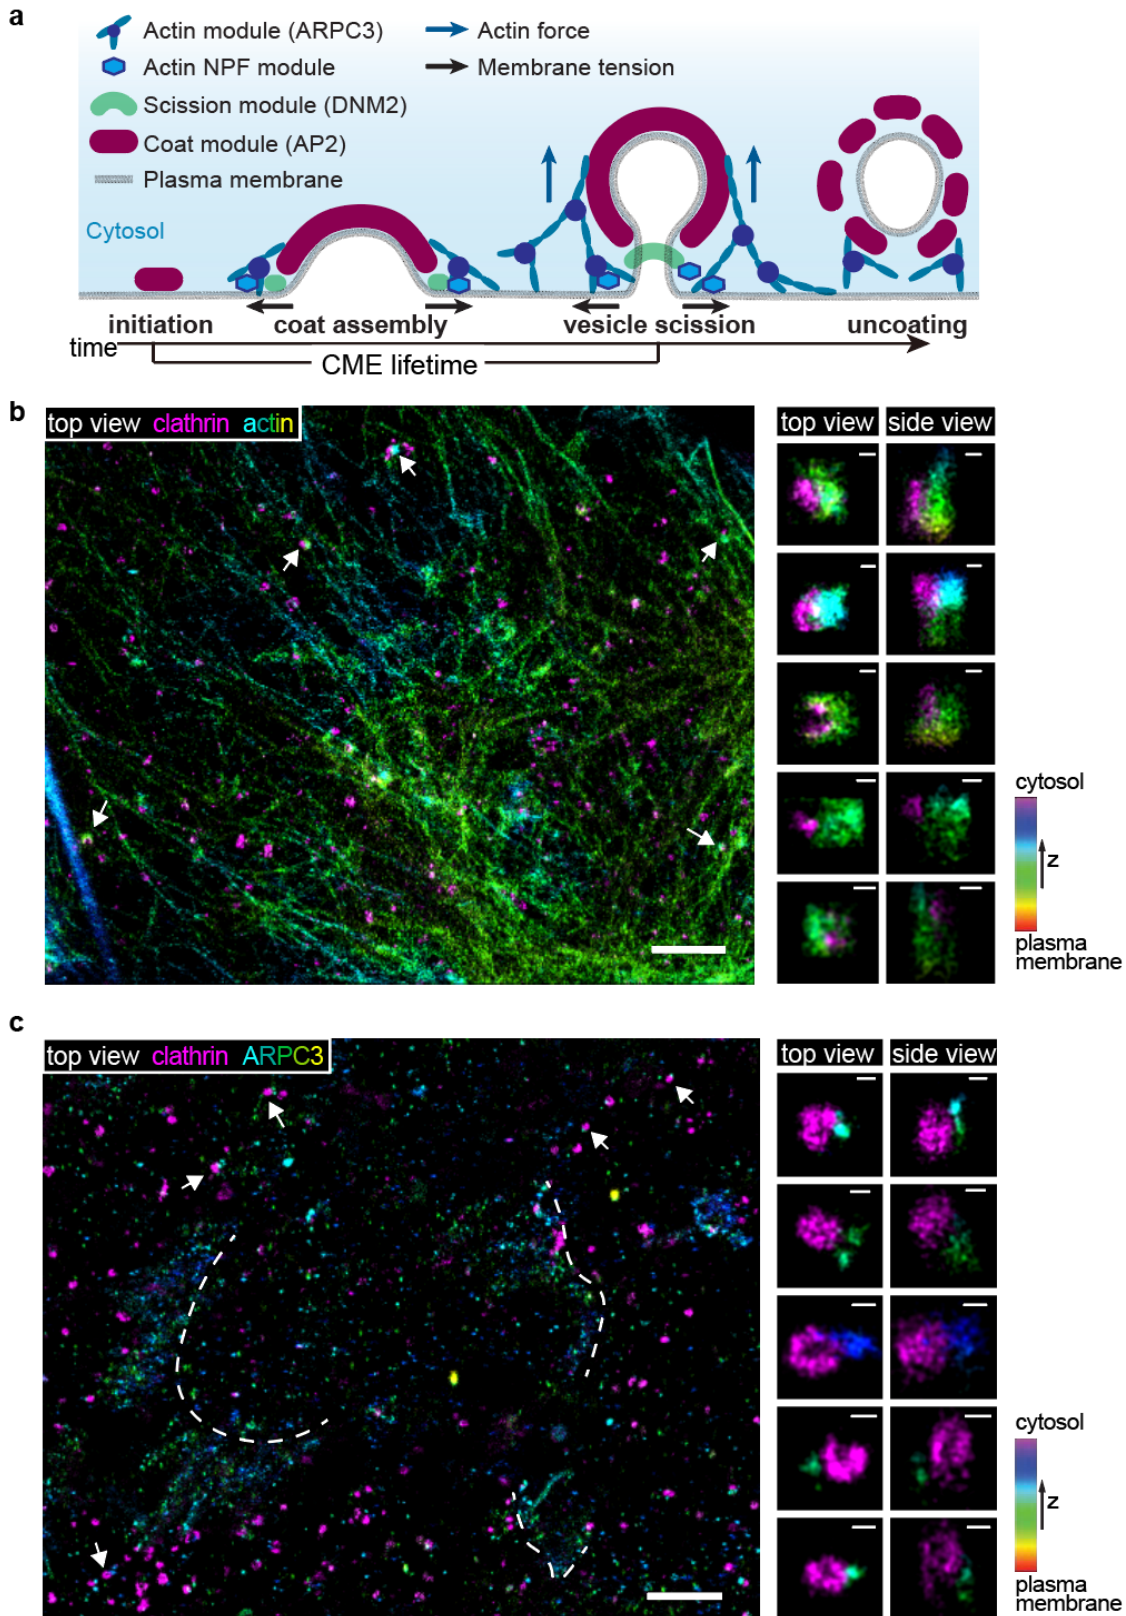 a
Actin module (ARPC3)
Actin NPF module
Scission module (DNM2)
Coat module (AP2)
Plasma membrane
Actin force
Membrane tension
Cytosol
initiation
coat assembly
vesicle scission
uncoating
time
CME lifetime
b
top view clathrin actin
top view
side view
cytosol
z
plasma
membrane
c
top view clathrin ARPC3
top view
side view
cytosol
z
plasma
membrane